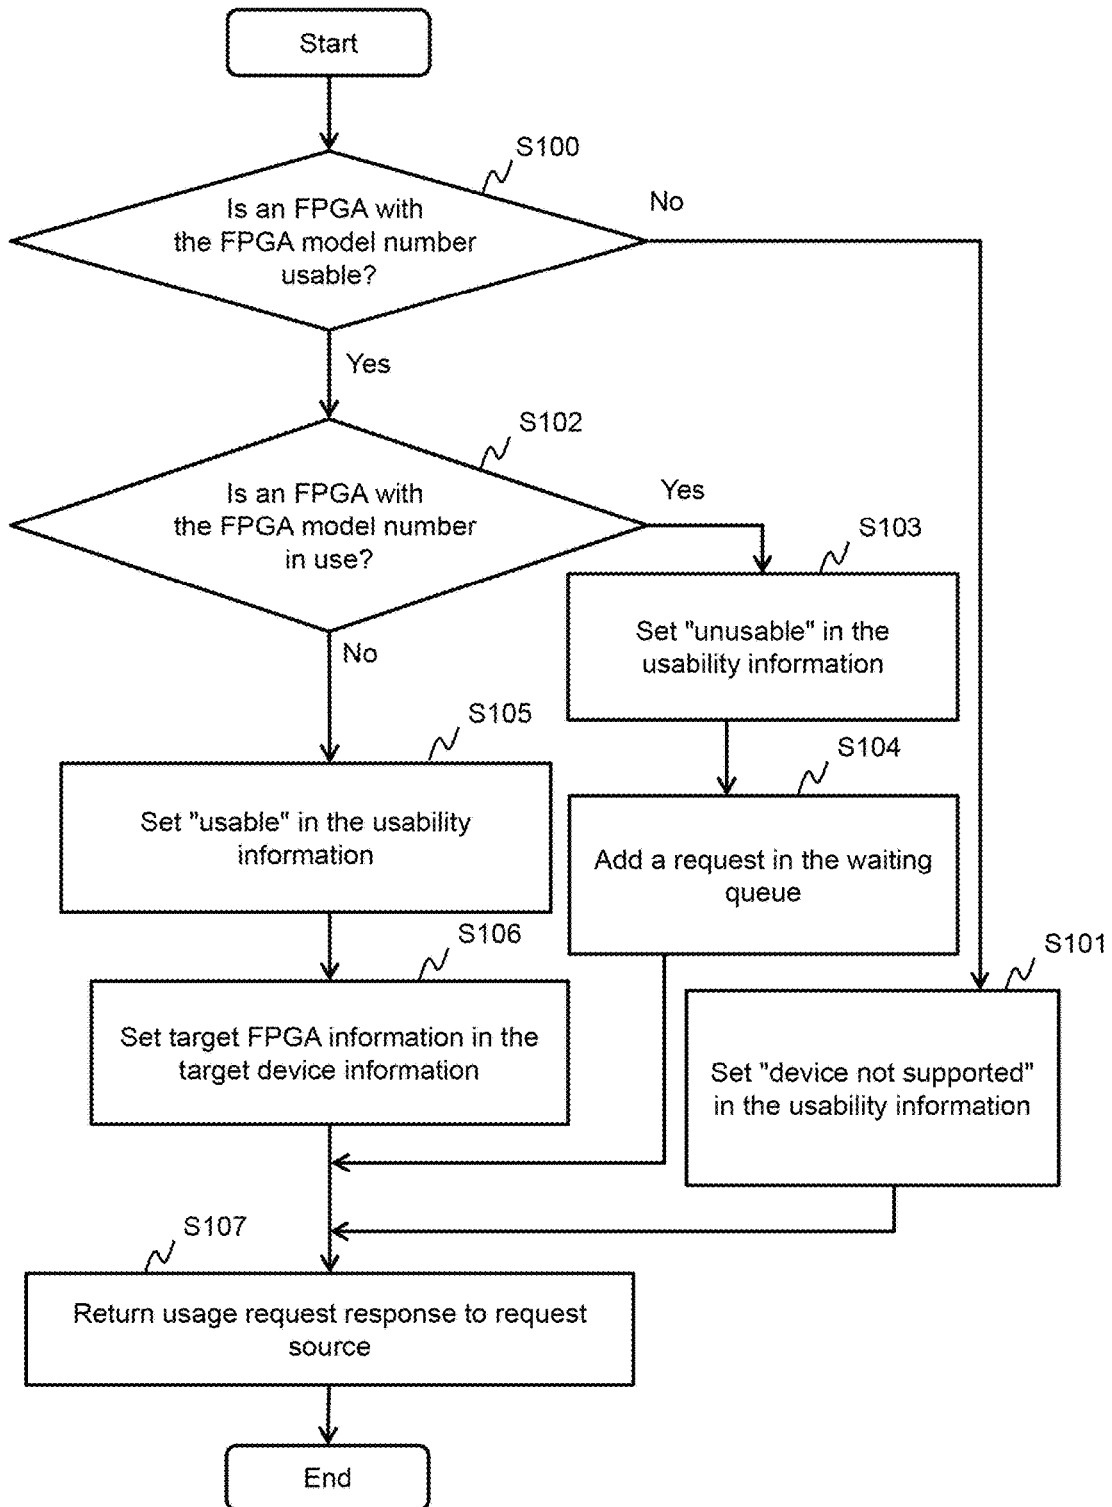 Start
S100
Is an FPGA with
the FPGA model number
usable?
No
Yes
S102
Is an FPGA with
the FPGA model number
in use?
Yes
S103
Set "unusable" in the
usability information
No
S105
Set "usable" in the usability
information
S104
Add a request in the waiting
queue
S106
Set target FPGA information in the
target device information
S101
Set "device not supported"
in the usability information
S107
Return usage request response to request
source
End